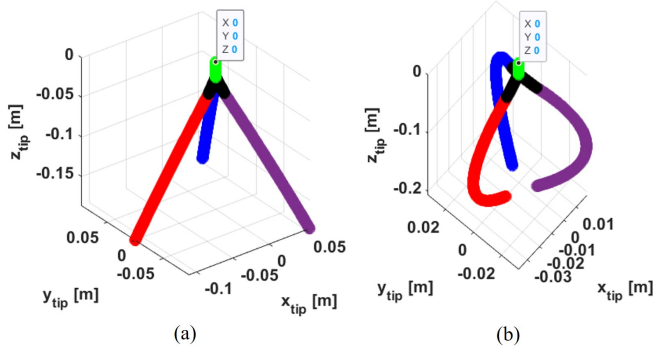 X 0
Y 0
Z 0
0
-0.05
-0.1
-0.15
z_tip [m]
0.05
0
-0.05
y_tip [m]
-0.1
-0.05
0
0.05
x_tip [m]
(a)
X 0
Y 0
Z 0
0
-0.1
-0.2
z_tip [m]
0.02
0
-0.02
y_tip [m]
-0.03
-0.02
-0.01
0
0.01
x_tip [m]
(b)